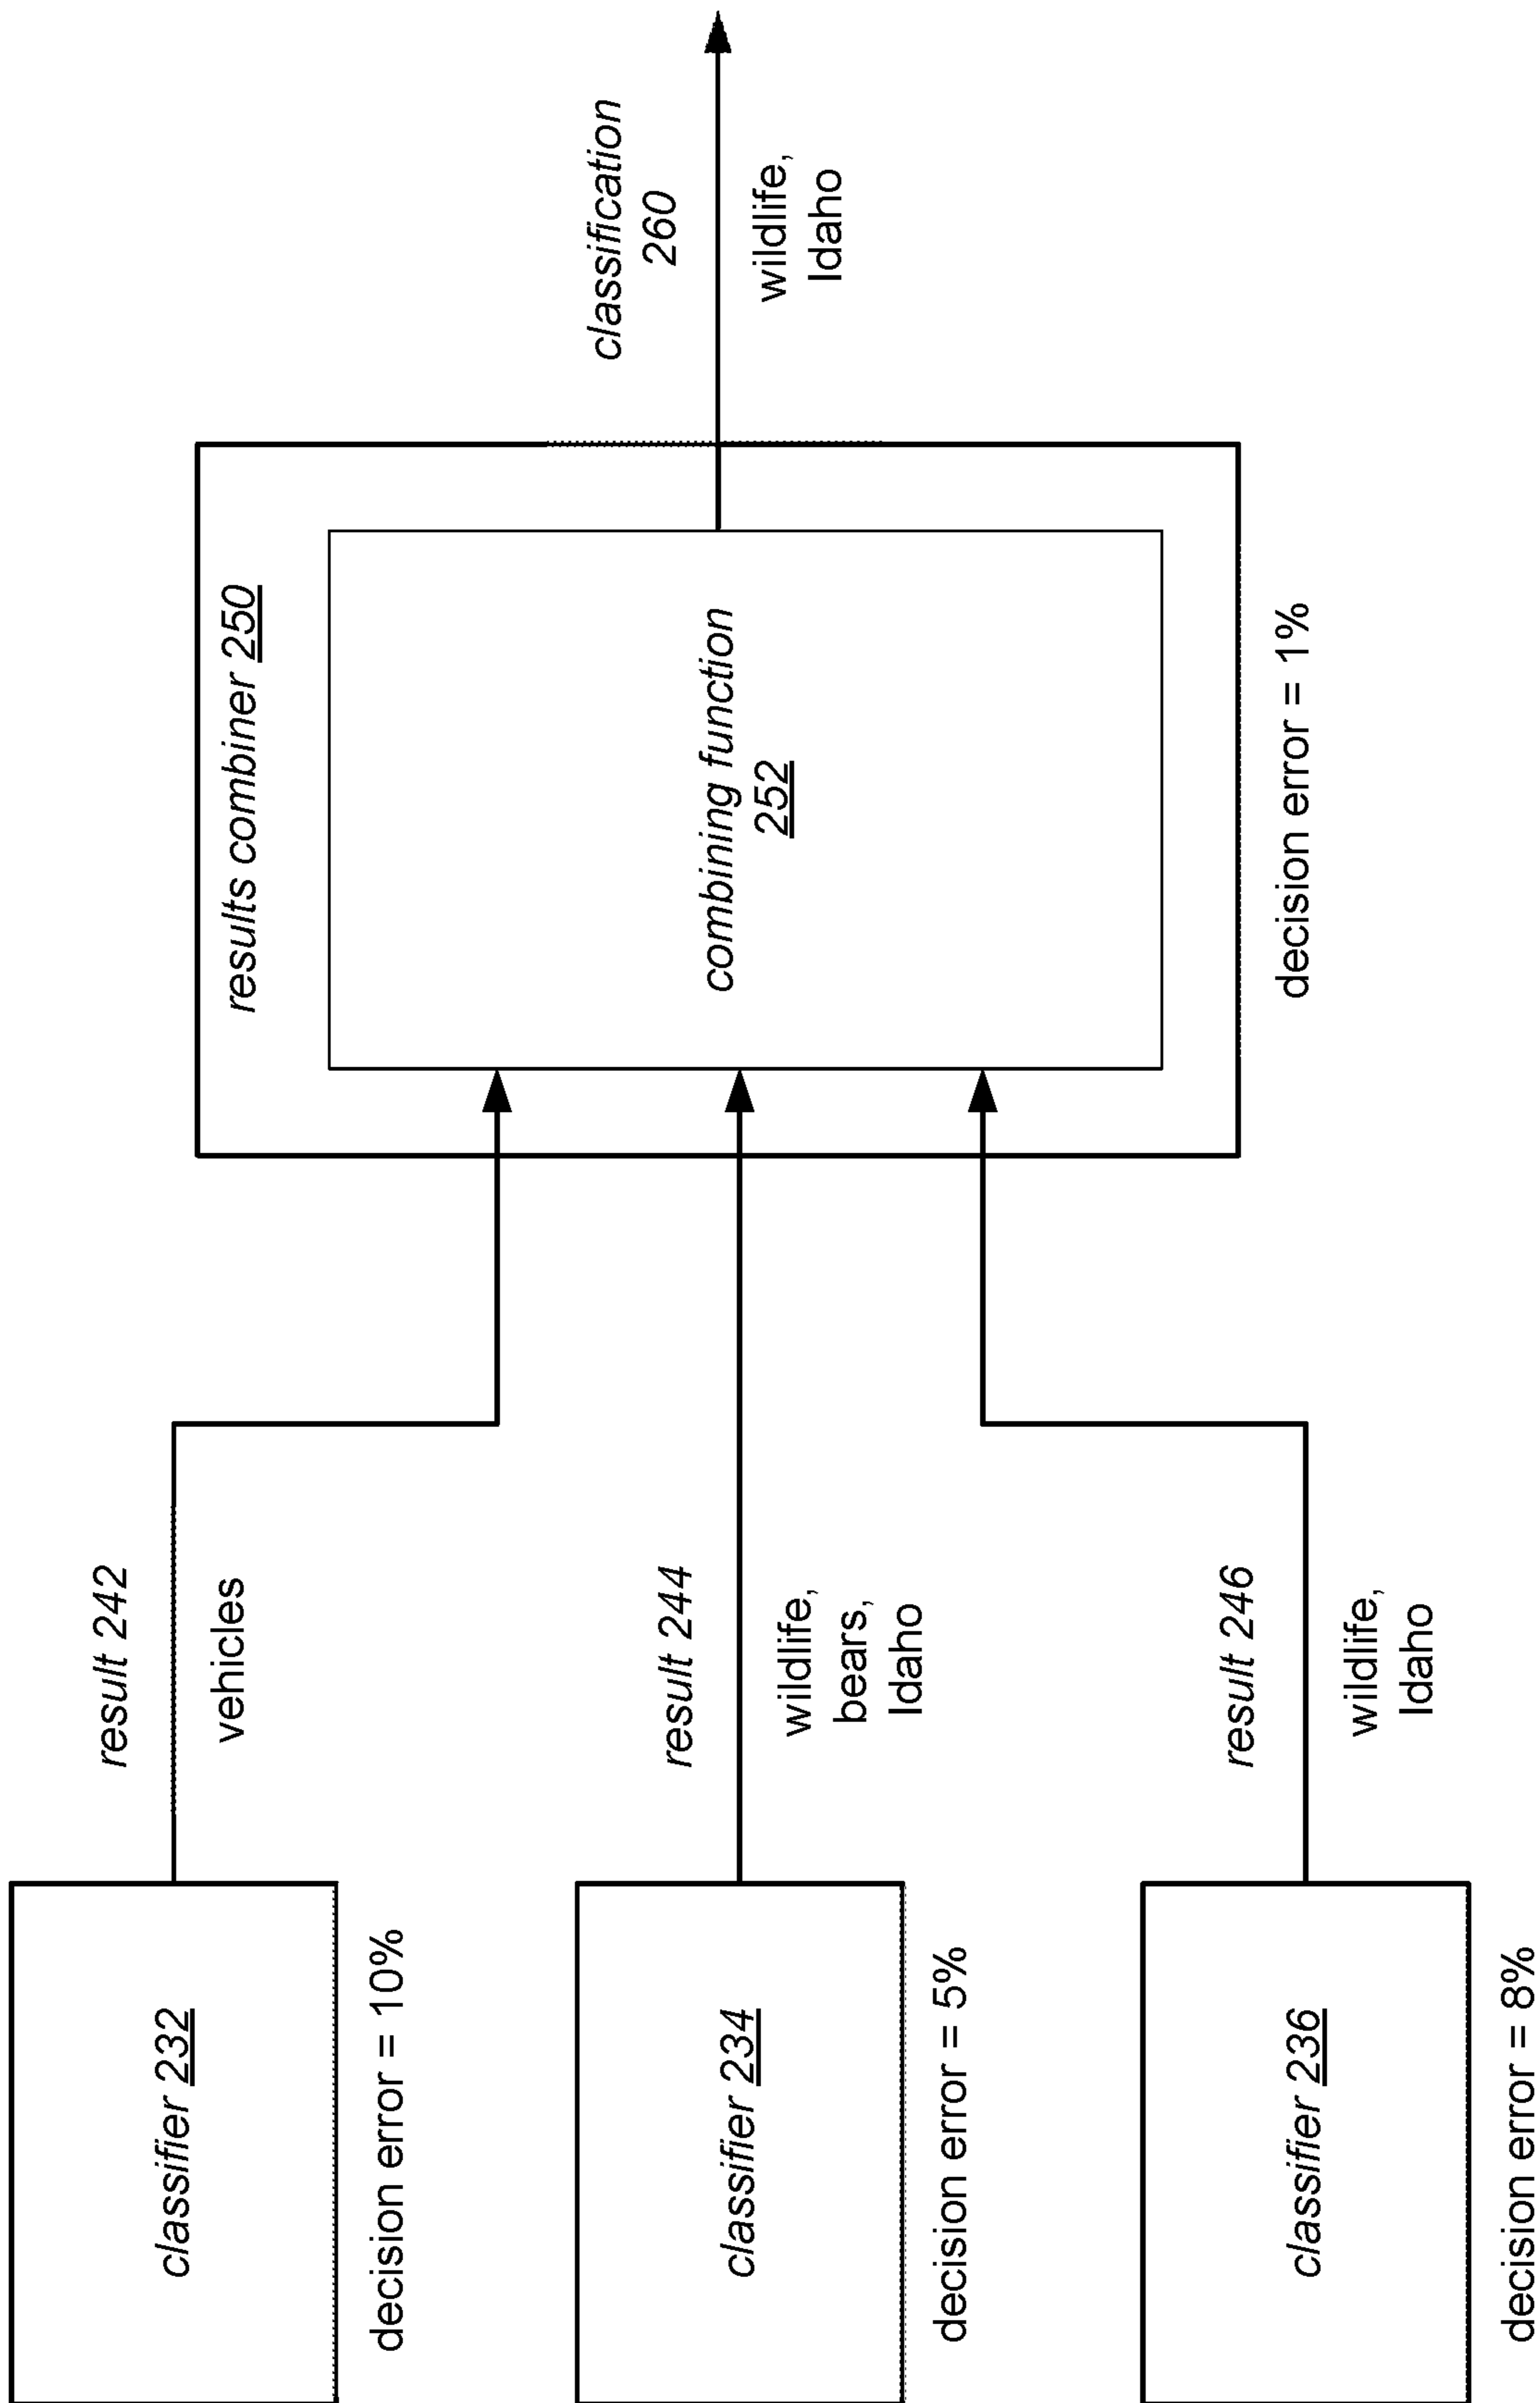 classifier 232
decision error = 10%
result 242
vehicles
classifier 234
decision error = 5%
result 244
wildlife,
bears,
Idaho
classifier 236
decision error = 8%
result 246
wildlife,
Idaho
results combiner 250
combining function
252
decision error = 1%
classification
260
wildlife,
Idaho